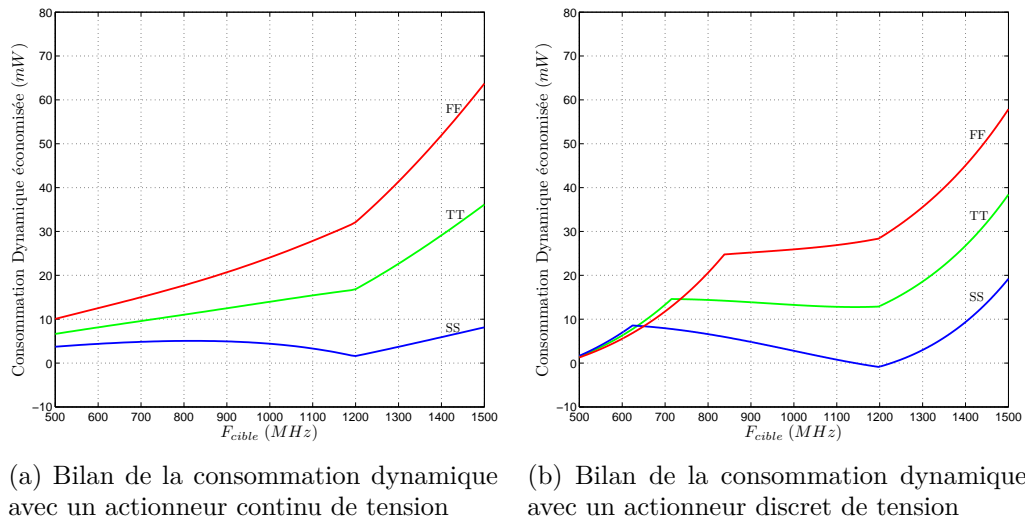 80
70
60
50
40
30
20
10
0
−10
500 600 700 800 900 1000 1100 1200 1300 1400 1500
Consommation Dynamique économisée (mW)
F_cible (MHz)
FF
TT
SS
(a) Bilan de la consommation dynamique
avec un actionneur continu de tension
80
70
60
50
40
30
20
10
0
−10
500 600 700 800 900 1000 1100 1200 1300 1400 1500
Consommation Dynamique économisée (mW)
F_cible (MHz)
FF
TT
SS
(b) Bilan de la consommation dynamique
avec un actionneur discret de tension